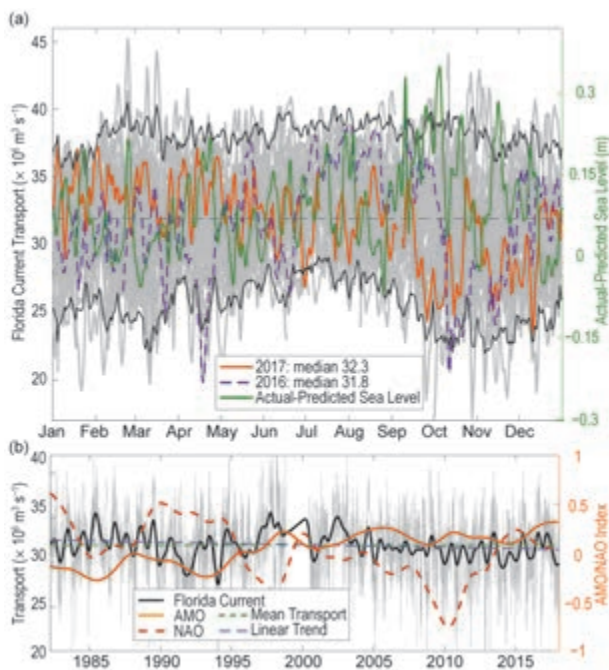 (a)
45
40
35
30
25
20
Florida Current Transport (× 10⁶ m³ s⁻¹)
0.3
0.15
0
−0.15
−0.3
Actual-Predicted Sea Level (m)
2017: median 32.3
2016: median 31.8
Actual-Predicted Sea Level
Jan Feb Mar Apr May Jun Jul Aug Sep Oct Nov Dec
(b)
40
35
30
25
20
Transport (× 10⁶ m³ s⁻¹)
1
0.5
0
−0.5
−1
AMO/NAO Index
Florida Current
AMO
NAO
Mean Transport
Linear Trend
1985 1990 1995 2000 2005 2010 2015